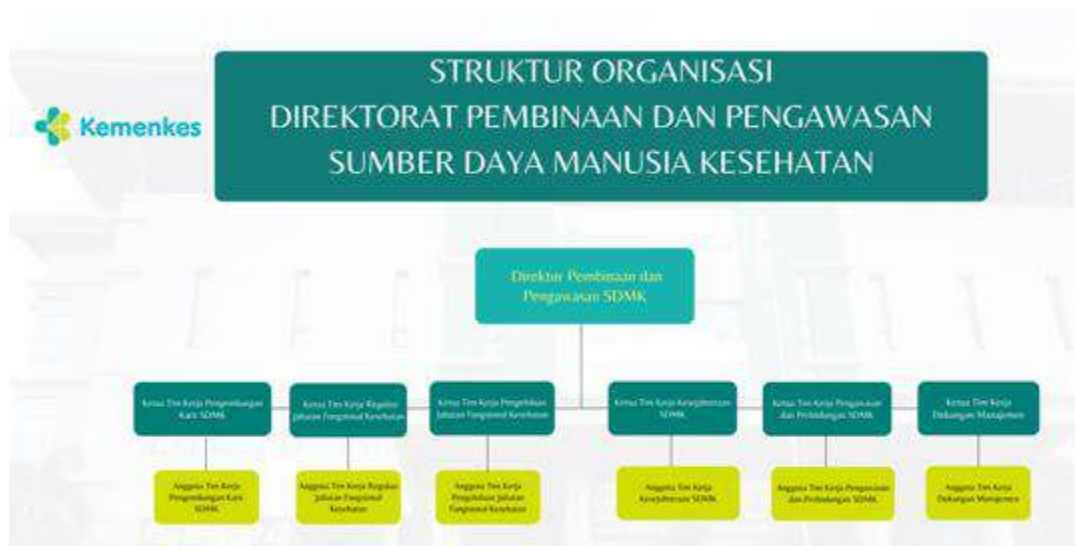 STRUKTUR ORGANISASI
DIREKTORAT PEMBINAAN DAN PENGAWASAN
SUMBER DAYA MANUSIA KESEHATAN
Kemenkes
Direktur Pembinaan dan
Pengawasan SDMK
Ketua Tim Kerja Pengembangan
Karir SDMK
Ketua Tim Kerja Regulasi
Jabatan Fungsional Kesehatan
Ketua Tim Kerja Pengelolaan
Jabatan Fungsional Kesehatan
Ketua Tim Kerja Kesejahteraan
SDMK
Ketua Tim Kerja Pengawasan
dan Perlindungan SDMK
Ketua Tim Kerja
Dukungan Manajemen
Anggota Tim Kerja
Pengembangan Karir
SDMK
Anggota Tim Kerja Regulasi
Jabatan Fungsional
Kesehatan
Anggota Tim Kerja
Pengelolaan Jabatan
Fungsional Kesehatan
Anggota Tim Kerja
Kesejahteraan SDMK
Anggota Tim Kerja Pengawasan
dan Perlindungan SDMK
Anggota Tim Kerja
Dukungan Manajemen